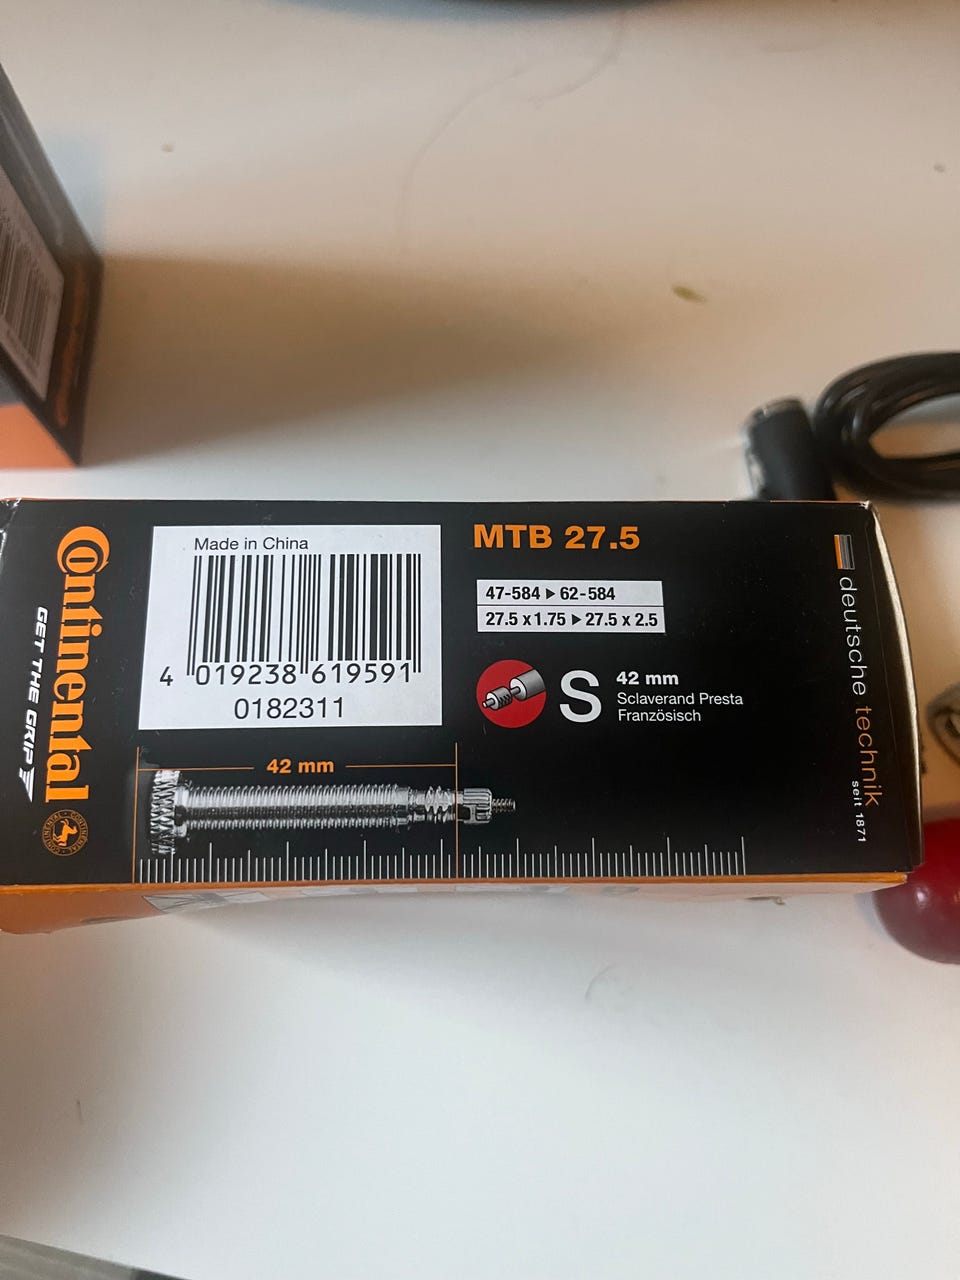 Continental
GET THE GRIP
CONTINENTAL
Made in China
4 019238 619591
0182311
MTB 27.5
47-584 ▶ 62-584
27.5 x 1.75 ▶ 27.5 x 2.5
S
42 mm
Sclaverand Presta
Französisch
42 mm
deutsche technik
seit 1871